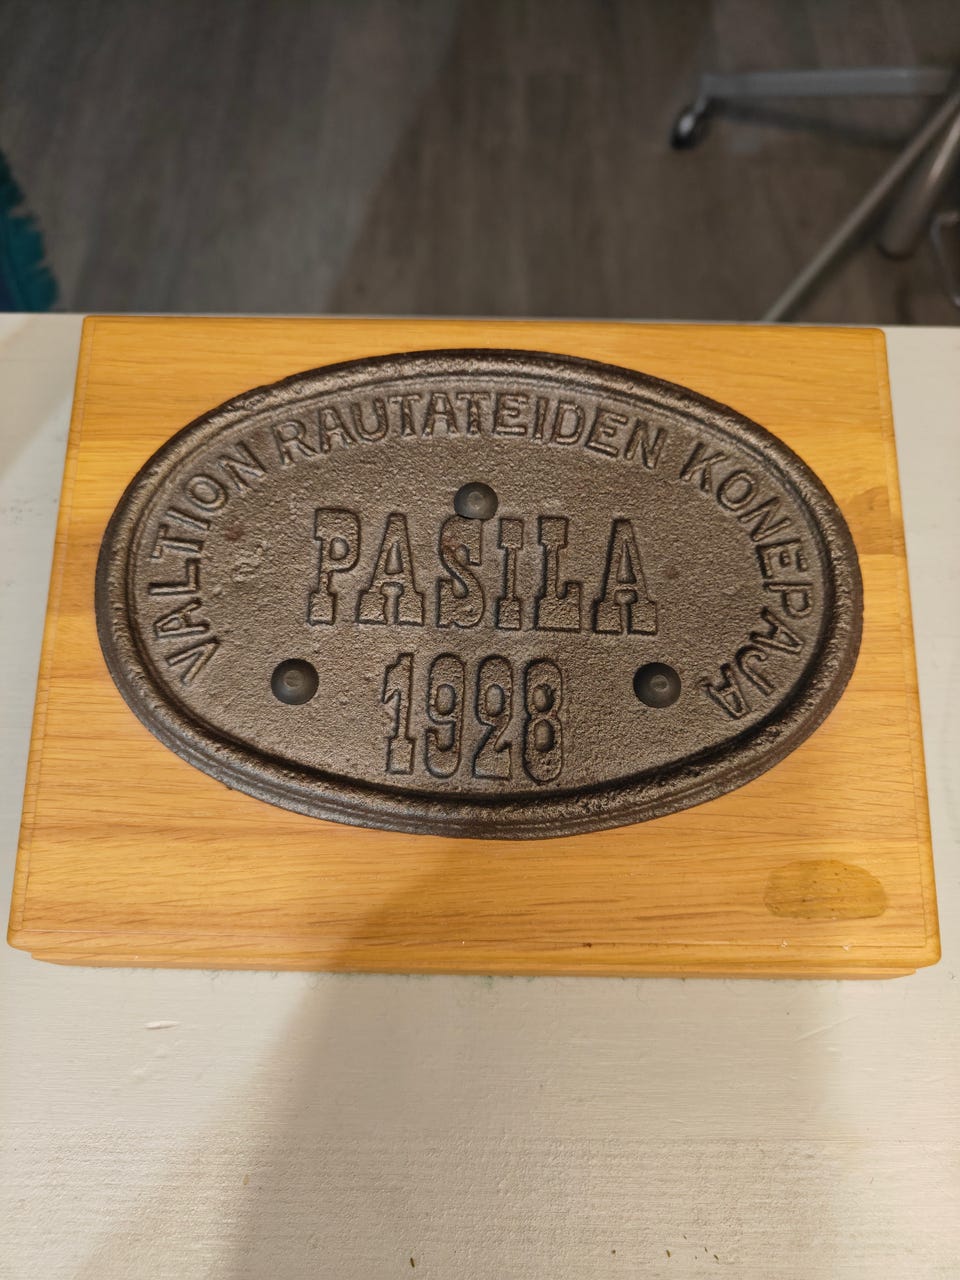 VALTION RAUTATEIDEN KONEPAJA
PASILA
1928